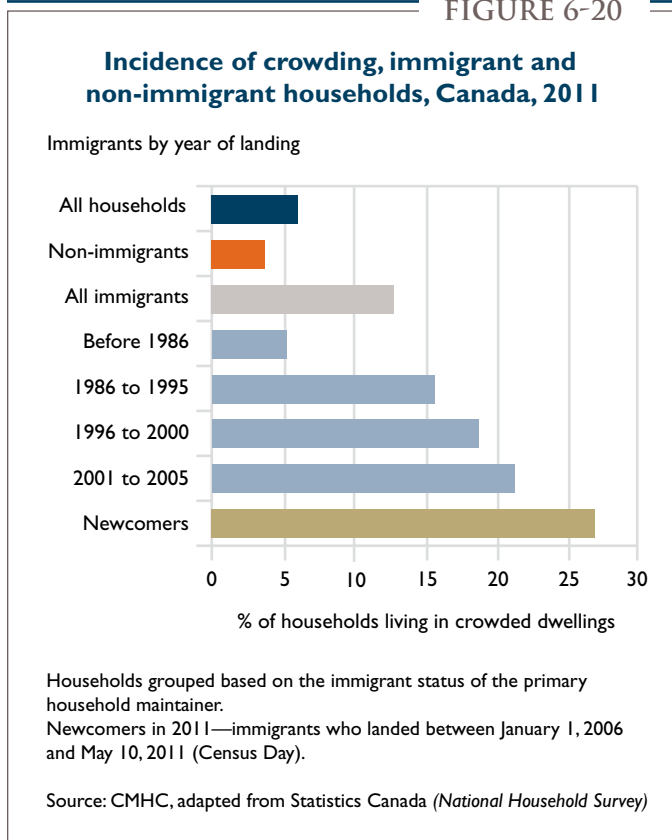 FIGURE 6-20
Incidence of crowding, immigrant and
non-immigrant households, Canada, 2011
Immigrants by year of landing
All households
Non-immigrants
All immigrants
Before 1986
1986 to 1995
1996 to 2000
2001 to 2005
Newcomers
0 5 10 15 20 25 30
% of households living in crowded dwellings
Households grouped based on the immigrant status of the primary
household maintainer.
Newcomers in 2011—immigrants who landed between January 1, 2006
and May 10, 2011 (Census Day).
Source: CMHC, adapted from Statistics Canada (National Household Survey)